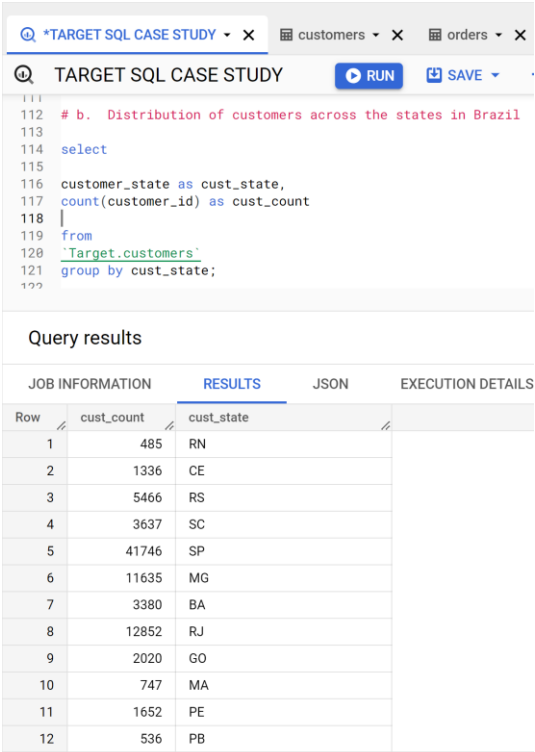 *TARGET SQL CASE STUDY customers orders
TARGET SQL CASE STUDY RUN SAVE
111
112 # b. Distribution of customers across the states in Brazil
113
114 select
115
116 customer_state as cust_state,
117 count(customer_id) as cust_count
118
119 from
120 `Target.customers`
121 group by cust_state;
122
Query results
JOB INFORMATION RESULTS JSON EXECUTION DETAILS
Row cust_count cust_state
1 485 RN
2 1336 CE
3 5466 RS
4 3637 SC
5 41746 SP
6 11635 MG
7 3380 BA
8 12852 RJ
9 2020 GO
10 747 MA
11 1652 PE
12 536 PB